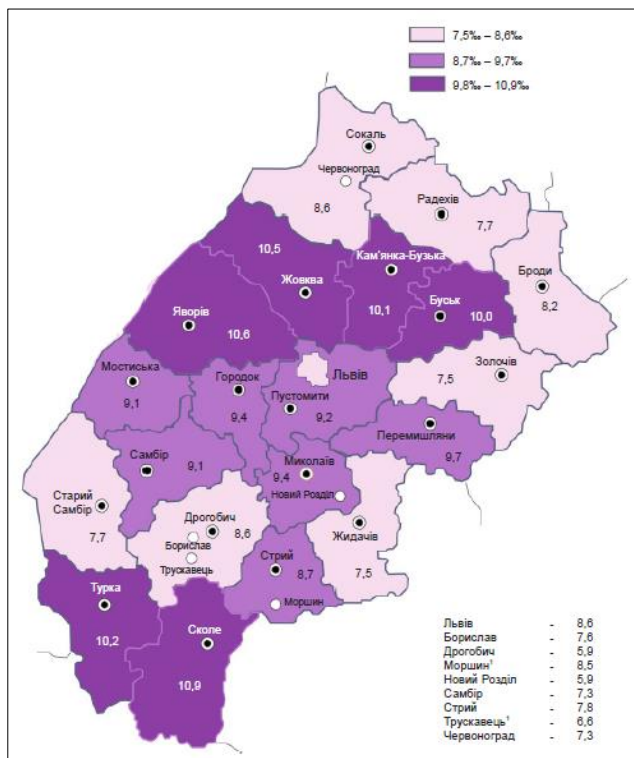 7,5‰ – 8,6‰
8,7‰ – 9,7‰
9,8‰ – 10,9‰
Сокаль
Червоноград
8,6
Радехів
7,7
Броди
8,2
10,5
Жовква
Кам'янка-Бузька
10,1
Буськ
10,0
Яворів
10,6
Мостиська
9,1
Городок
9,4
Львів
Пустомити
9,2
Золочів
7,5
Перемишляни
9,7
Самбір
9,1
Миколаїв
9,4
Новий Розділ
Старий
Самбір
7,7
Дрогобич
8,6
Борислав
Трускавець
Стрий
8,7
Моршин
Жидачів
7,5
Турка
10,2
Сколе
10,9
Львів - 8,6
Борислав - 7,6
Дрогобич - 5,9
Моршин¹ - 8,5
Новий Розділ - 5,9
Самбір - 7,3
Стрий - 7,8
Трускавець¹ - 6,6
Червоноград - 7,3